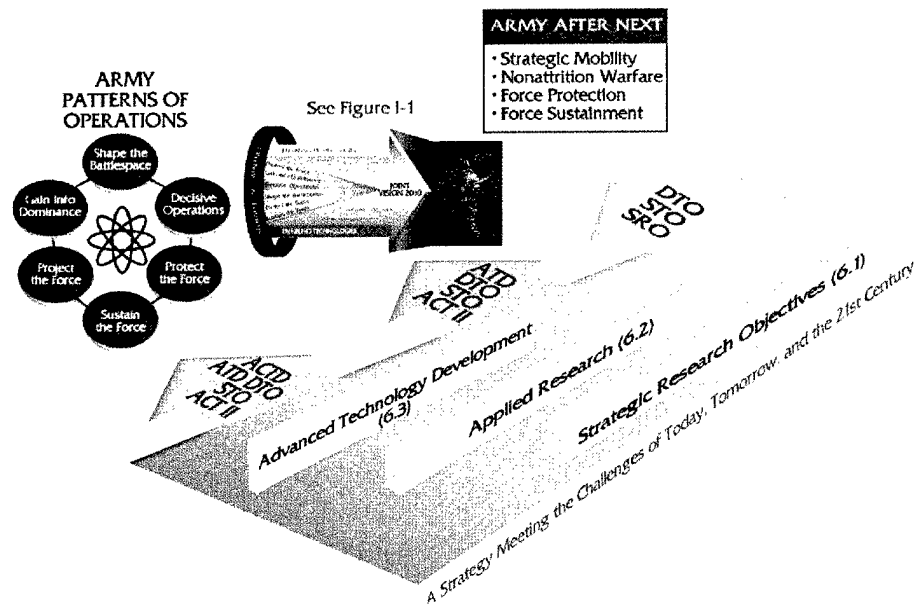 ARMY AFTER NEXT
• Strategic Mobility
• Nonattrition Warfare
• Force Protection
• Force Sustainment
ARMY
PATTERNS OF
OPERATIONS
Shape the
Battlespace
Gain Info
Dominance
Decisive
Operations
Project
the Force
Protect
the Force
Sustain
the Force
See Figure I-1
JOINT
VISION 2010
TECHNOLOGIES
DTO
STO
SRO
ATD
DTO
STO
ACT II
ACTD
ATD DTO
STO
ACT II
Advanced Technology Development
(6.3)
Applied Research (6.2)
Strategic Research Objectives (6.1)
A Strategy Meeting the Challenges of Today, Tomorrow, and the 21st Century